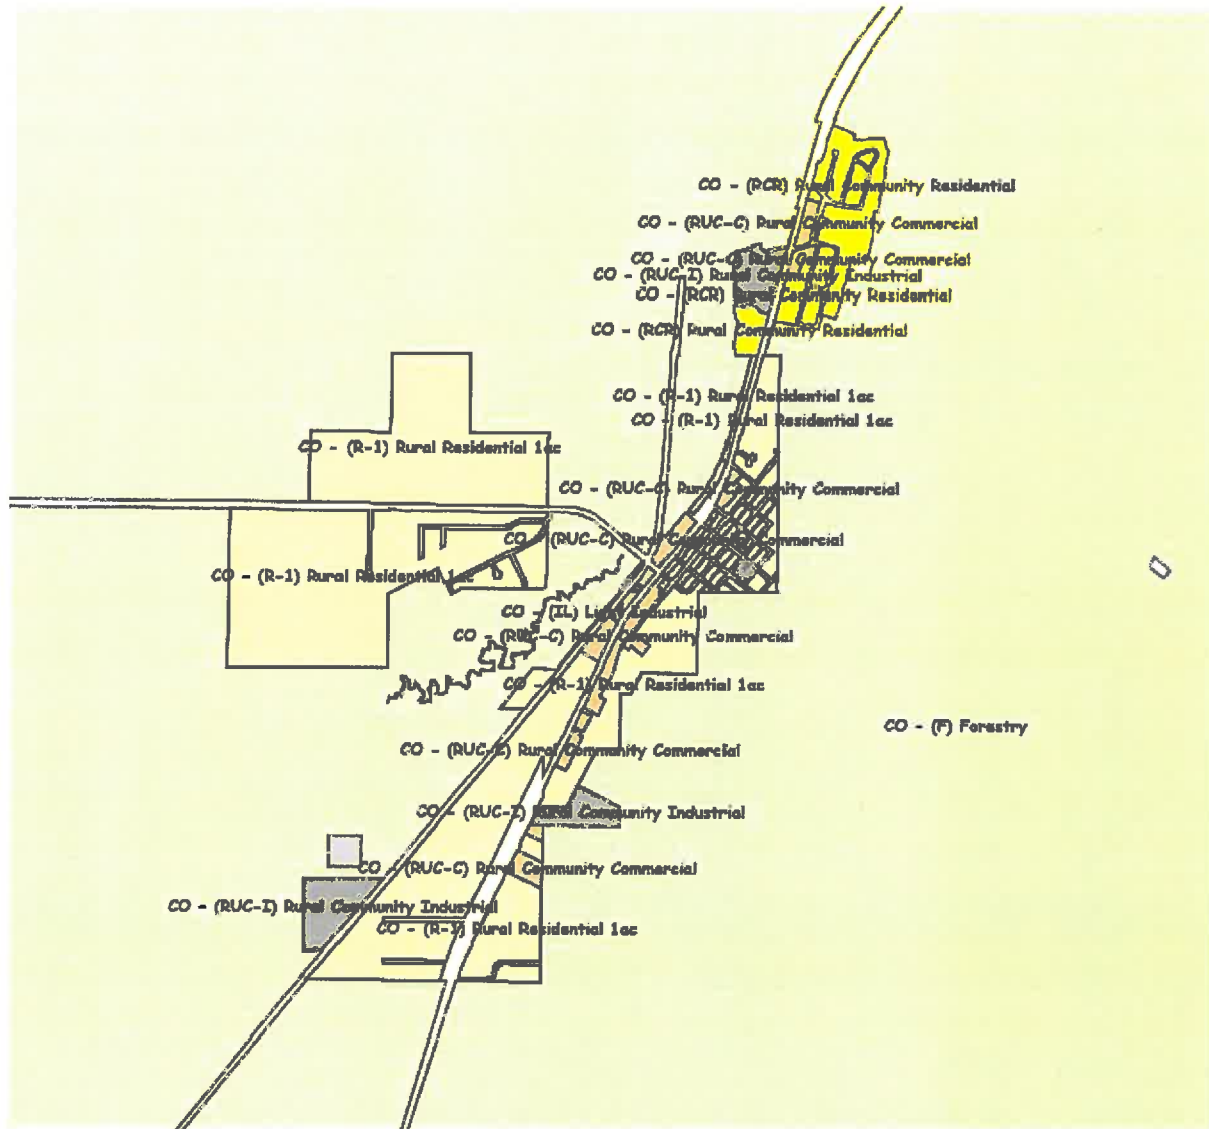 CO - (RCR) Rural Community Residential
CO - (RUC-C) Rural Community Commercial
CO - (RUC-C) Rural Community Commercial
CO - (RUC-I) Rural Community Industrial
CO - (RCR) Rural Community Residential
CO - (RCR) Rural Community Residential
CO - (R-1) Rural Residential 1ac
CO - (R-1) Rural Residential 1ac
CO - (R-1) Rural Residential 1ac
CO - (RUC-C) Rural Community Commercial
CO - (RUC-C) Rural Community Commercial
CO - (R-1) Rural Residential 1ac
CO - (IL) Light Industrial
CO - (RUC-C) Rural Community Commercial
CO - (R-1) Rural Residential 1ac
CO - (F) Forestry
CO - (RUC-C) Rural Community Commercial
CO - (RUC-I) Rural Community Industrial
CO - (RUC-C) Rural Community Commercial
CO - (RUC-I) Rural Community Industrial
CO - (R-1) Rural Residential 1ac